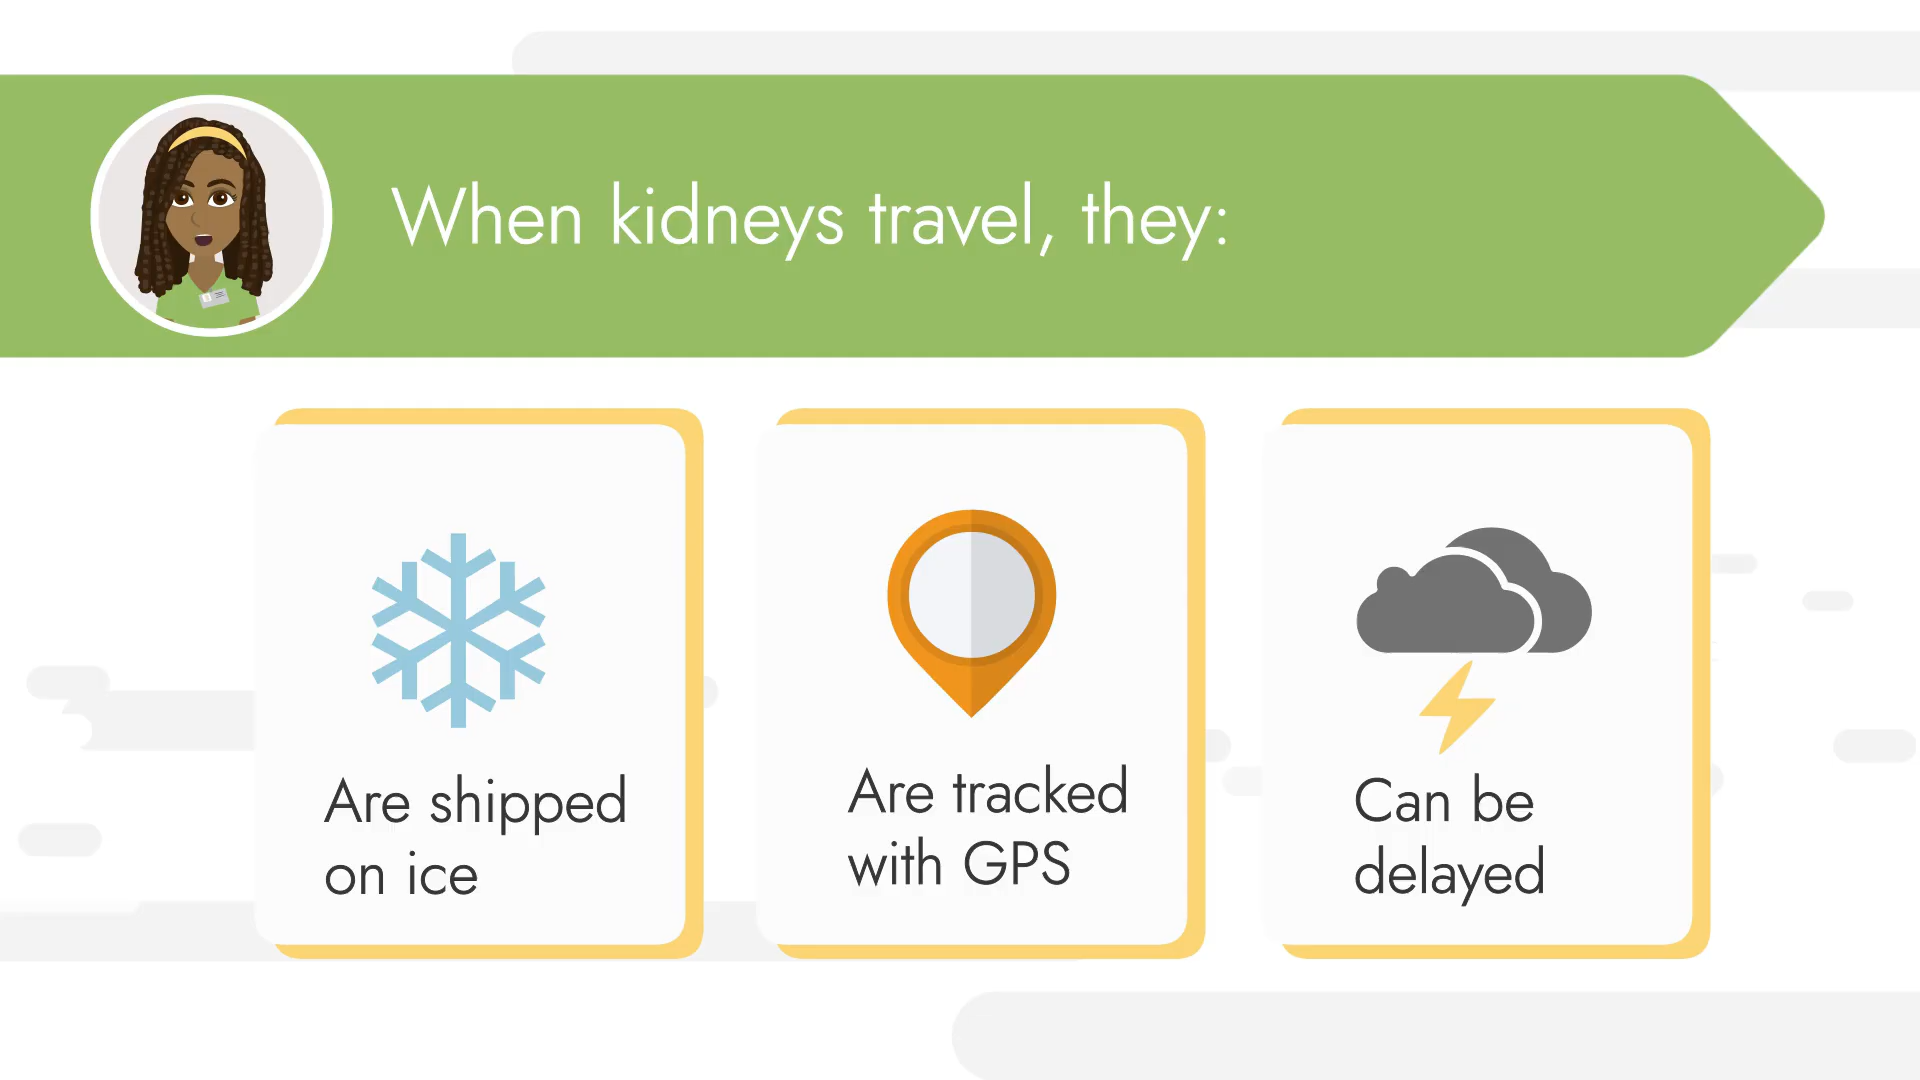 When kidneys travel, they:
Are shipped
on ice
Are tracked
with GPS
Can be
delayed